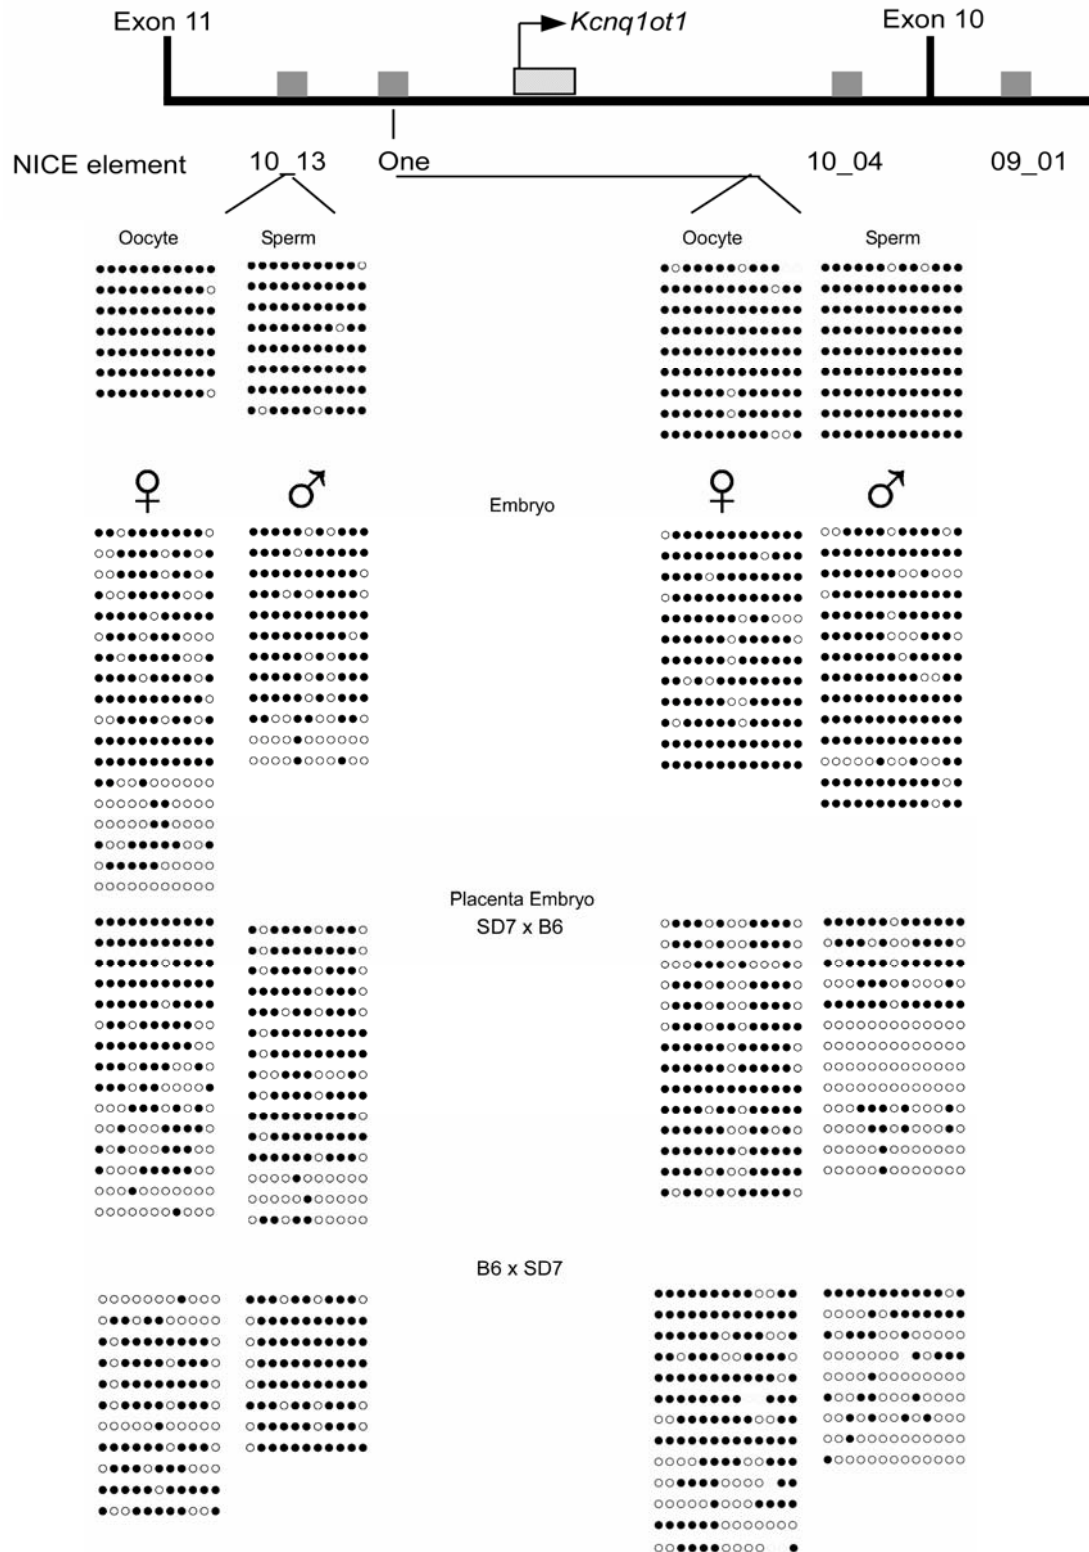 Exon 11
Kcnq1ot1
Exon 10
NICE element
10_13
One
10_04
09_01
Oocyte
Sperm
Oocyte
Sperm
♀
♂
Embryo
♀
♂
Placenta Embryo
SD7 x B6
B6 x SD7